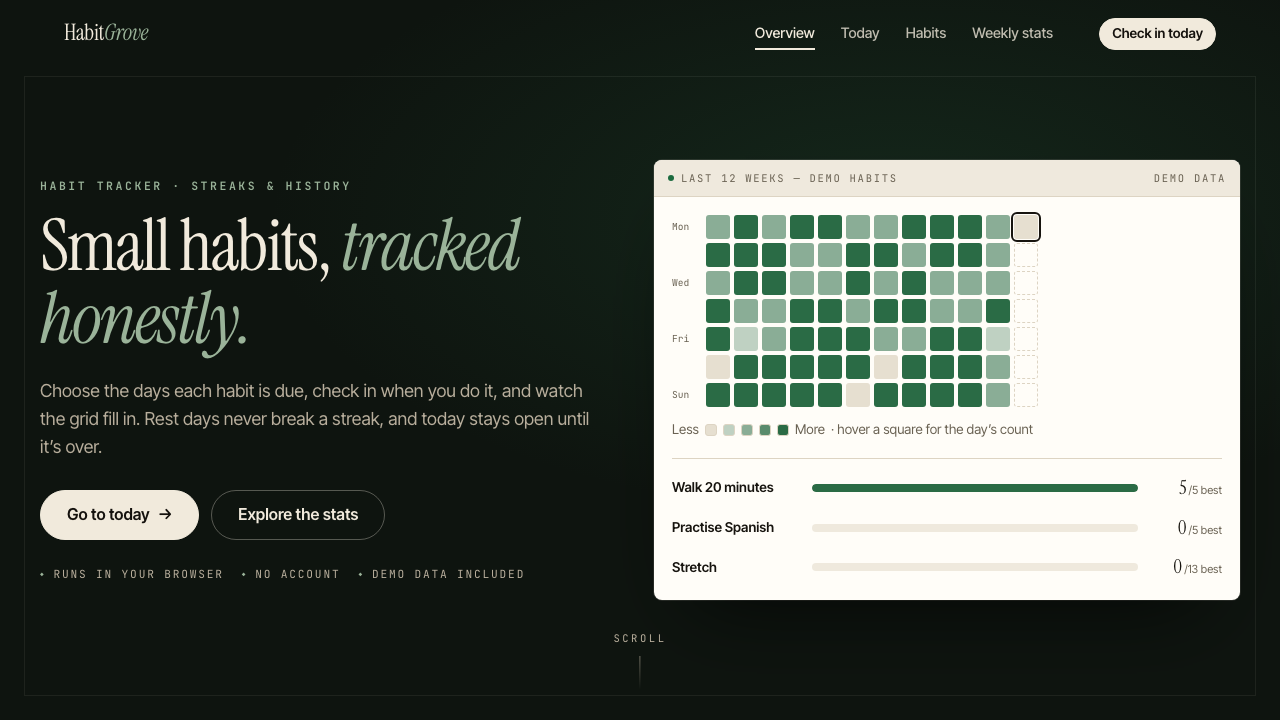 HabitGrove
Overview Today Habits Weekly stats Check in today
HABIT TRACKER · STREAKS & HISTORY
Small habits, tracked
honestly.
Choose the days each habit is due, check in when you do it, and watch
the grid fill in. Rest days never break a streak, and today stays open until
it’s over.
Go to today →
Explore the stats
• RUNS IN YOUR BROWSER • NO ACCOUNT • DEMO DATA INCLUDED
LAST 12 WEEKS — DEMO HABITS
DEMO DATA
Mon
Wed
Fri
Sun
Less More · hover a square for the day’s count
Walk 20 minutes 5/5 best
Practise Spanish 0/5 best
Stretch 0/13 best
SCROLL